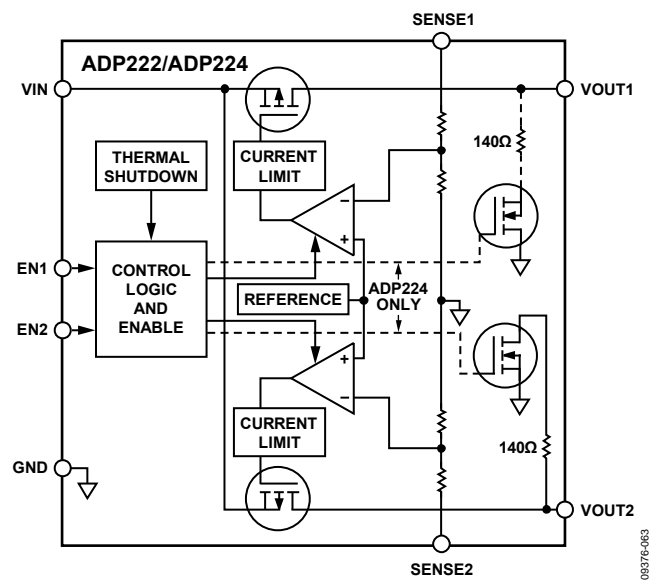 SENSE1
ADP222/ADP224
VIN
VOUT1
THERMAL
SHUTDOWN
CURRENT
LIMIT
140Ω
–
+
EN1
CONTROL
LOGIC
AND
ENABLE
REFERENCE
ADP224
ONLY
EN2
+
–
CURRENT
LIMIT
140Ω
GND
VOUT2
SENSE2
09376-063